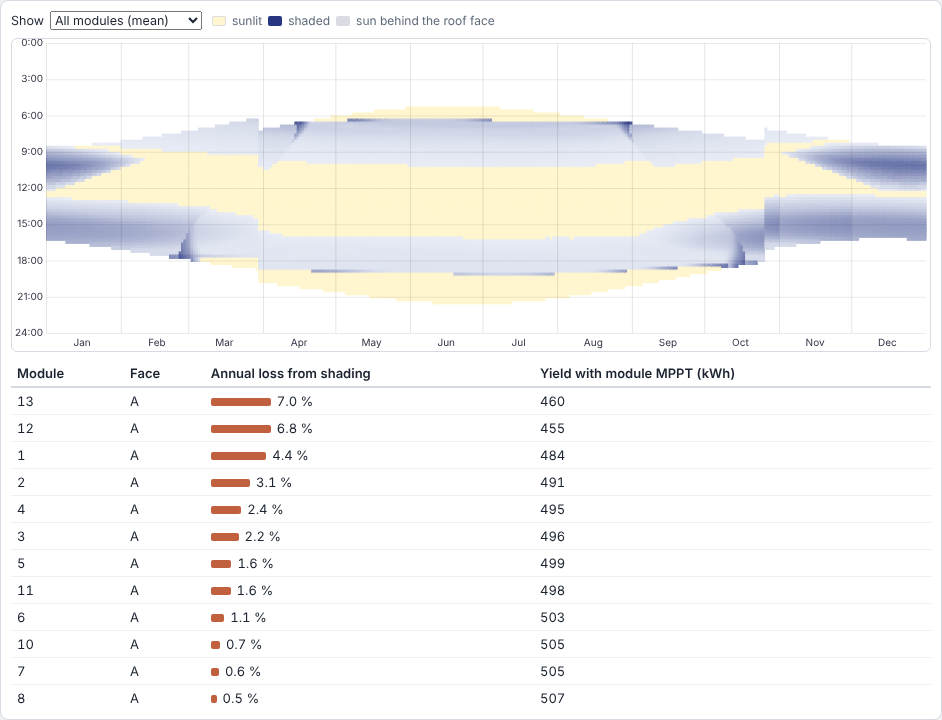 Show All modules (mean) sunlit shaded sun behind the roof face
0:00
3:00
6:00
9:00
12:00
15:00
18:00
21:00
24:00
Jan Feb Mar Apr May Jun Jul Aug Sep Oct Nov Dec
Module Face Annual loss from shading Yield with module MPPT (kWh)
13 A 7.0 % 460
12 A 6.8 % 455
1 A 4.4 % 484
2 A 3.1 % 491
4 A 2.4 % 495
3 A 2.2 % 496
5 A 1.6 % 499
11 A 1.6 % 498
6 A 1.1 % 503
10 A 0.7 % 505
7 A 0.6 % 505
8 A 0.5 % 507